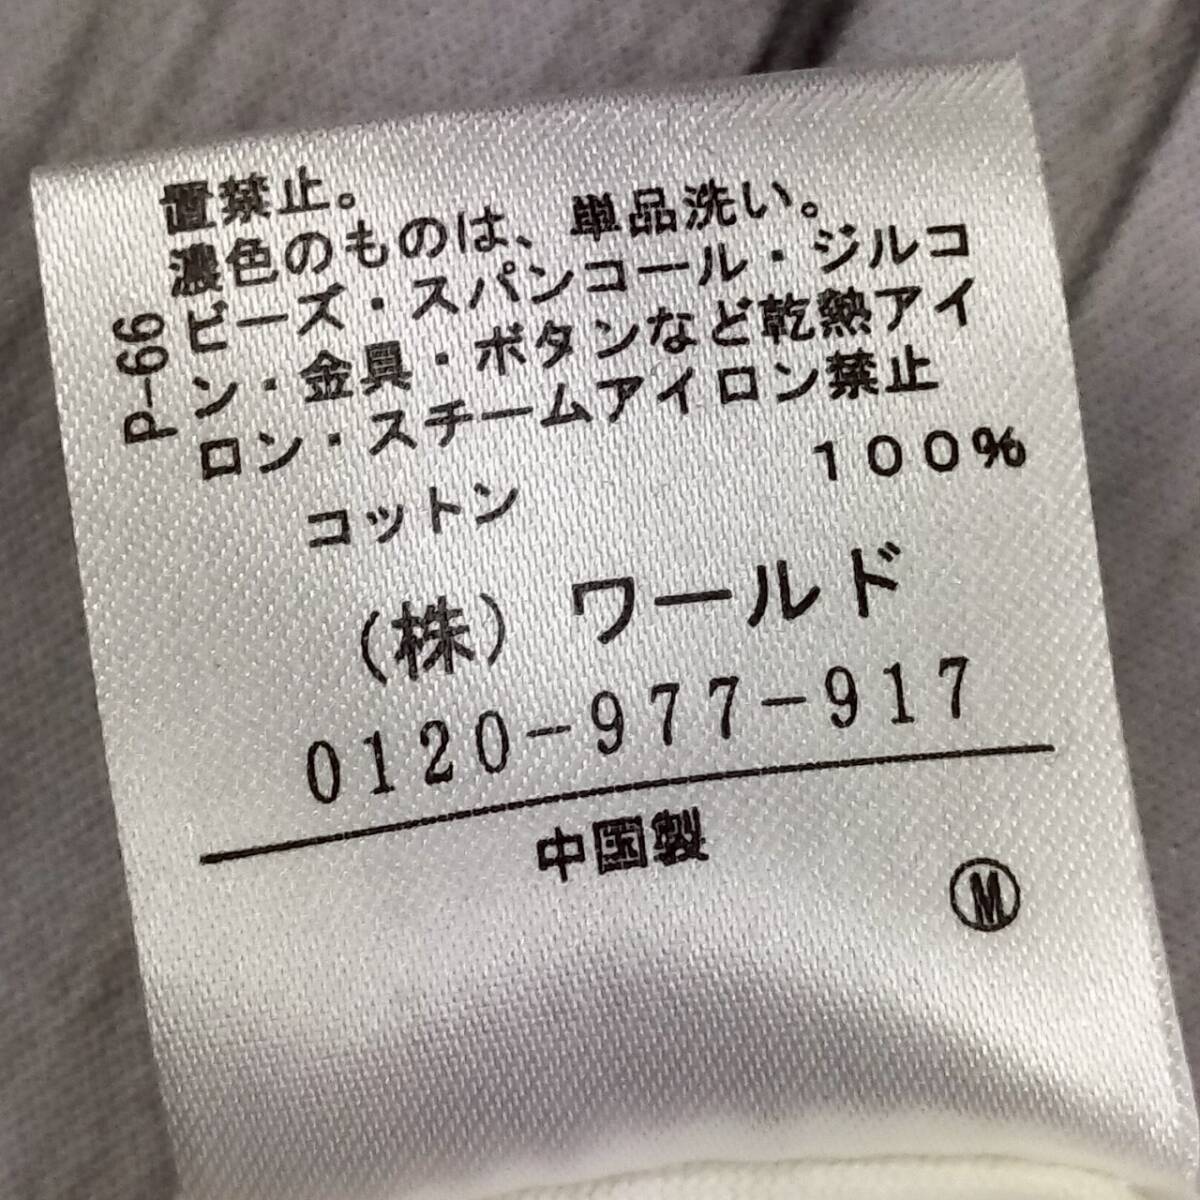 置禁止。
濃色のものは、単品洗い。
ビーズ・スパンコール・ジルコ
ン・金具・ボタンなど乾熱アイ
ロン・スチームアイロン禁止
P-66
コットン 100%
(株)ワールド
0120-977-917
中国製
Ⓜ